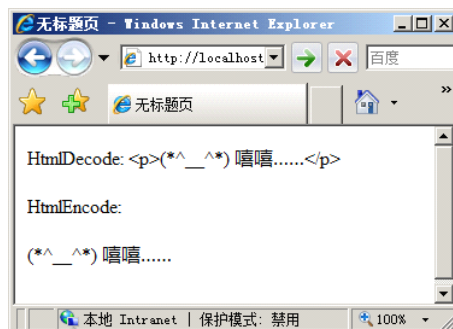 无标题页 - Windows Internet Explorer
http://localhost
百度
无标题页
»
HtmlDecode: <p>(*^__^*) 嘻嘻......</p>
HtmlEncode:
(*^__^*) 嘻嘻......
本地 Intranet | 保护模式: 禁用
100%